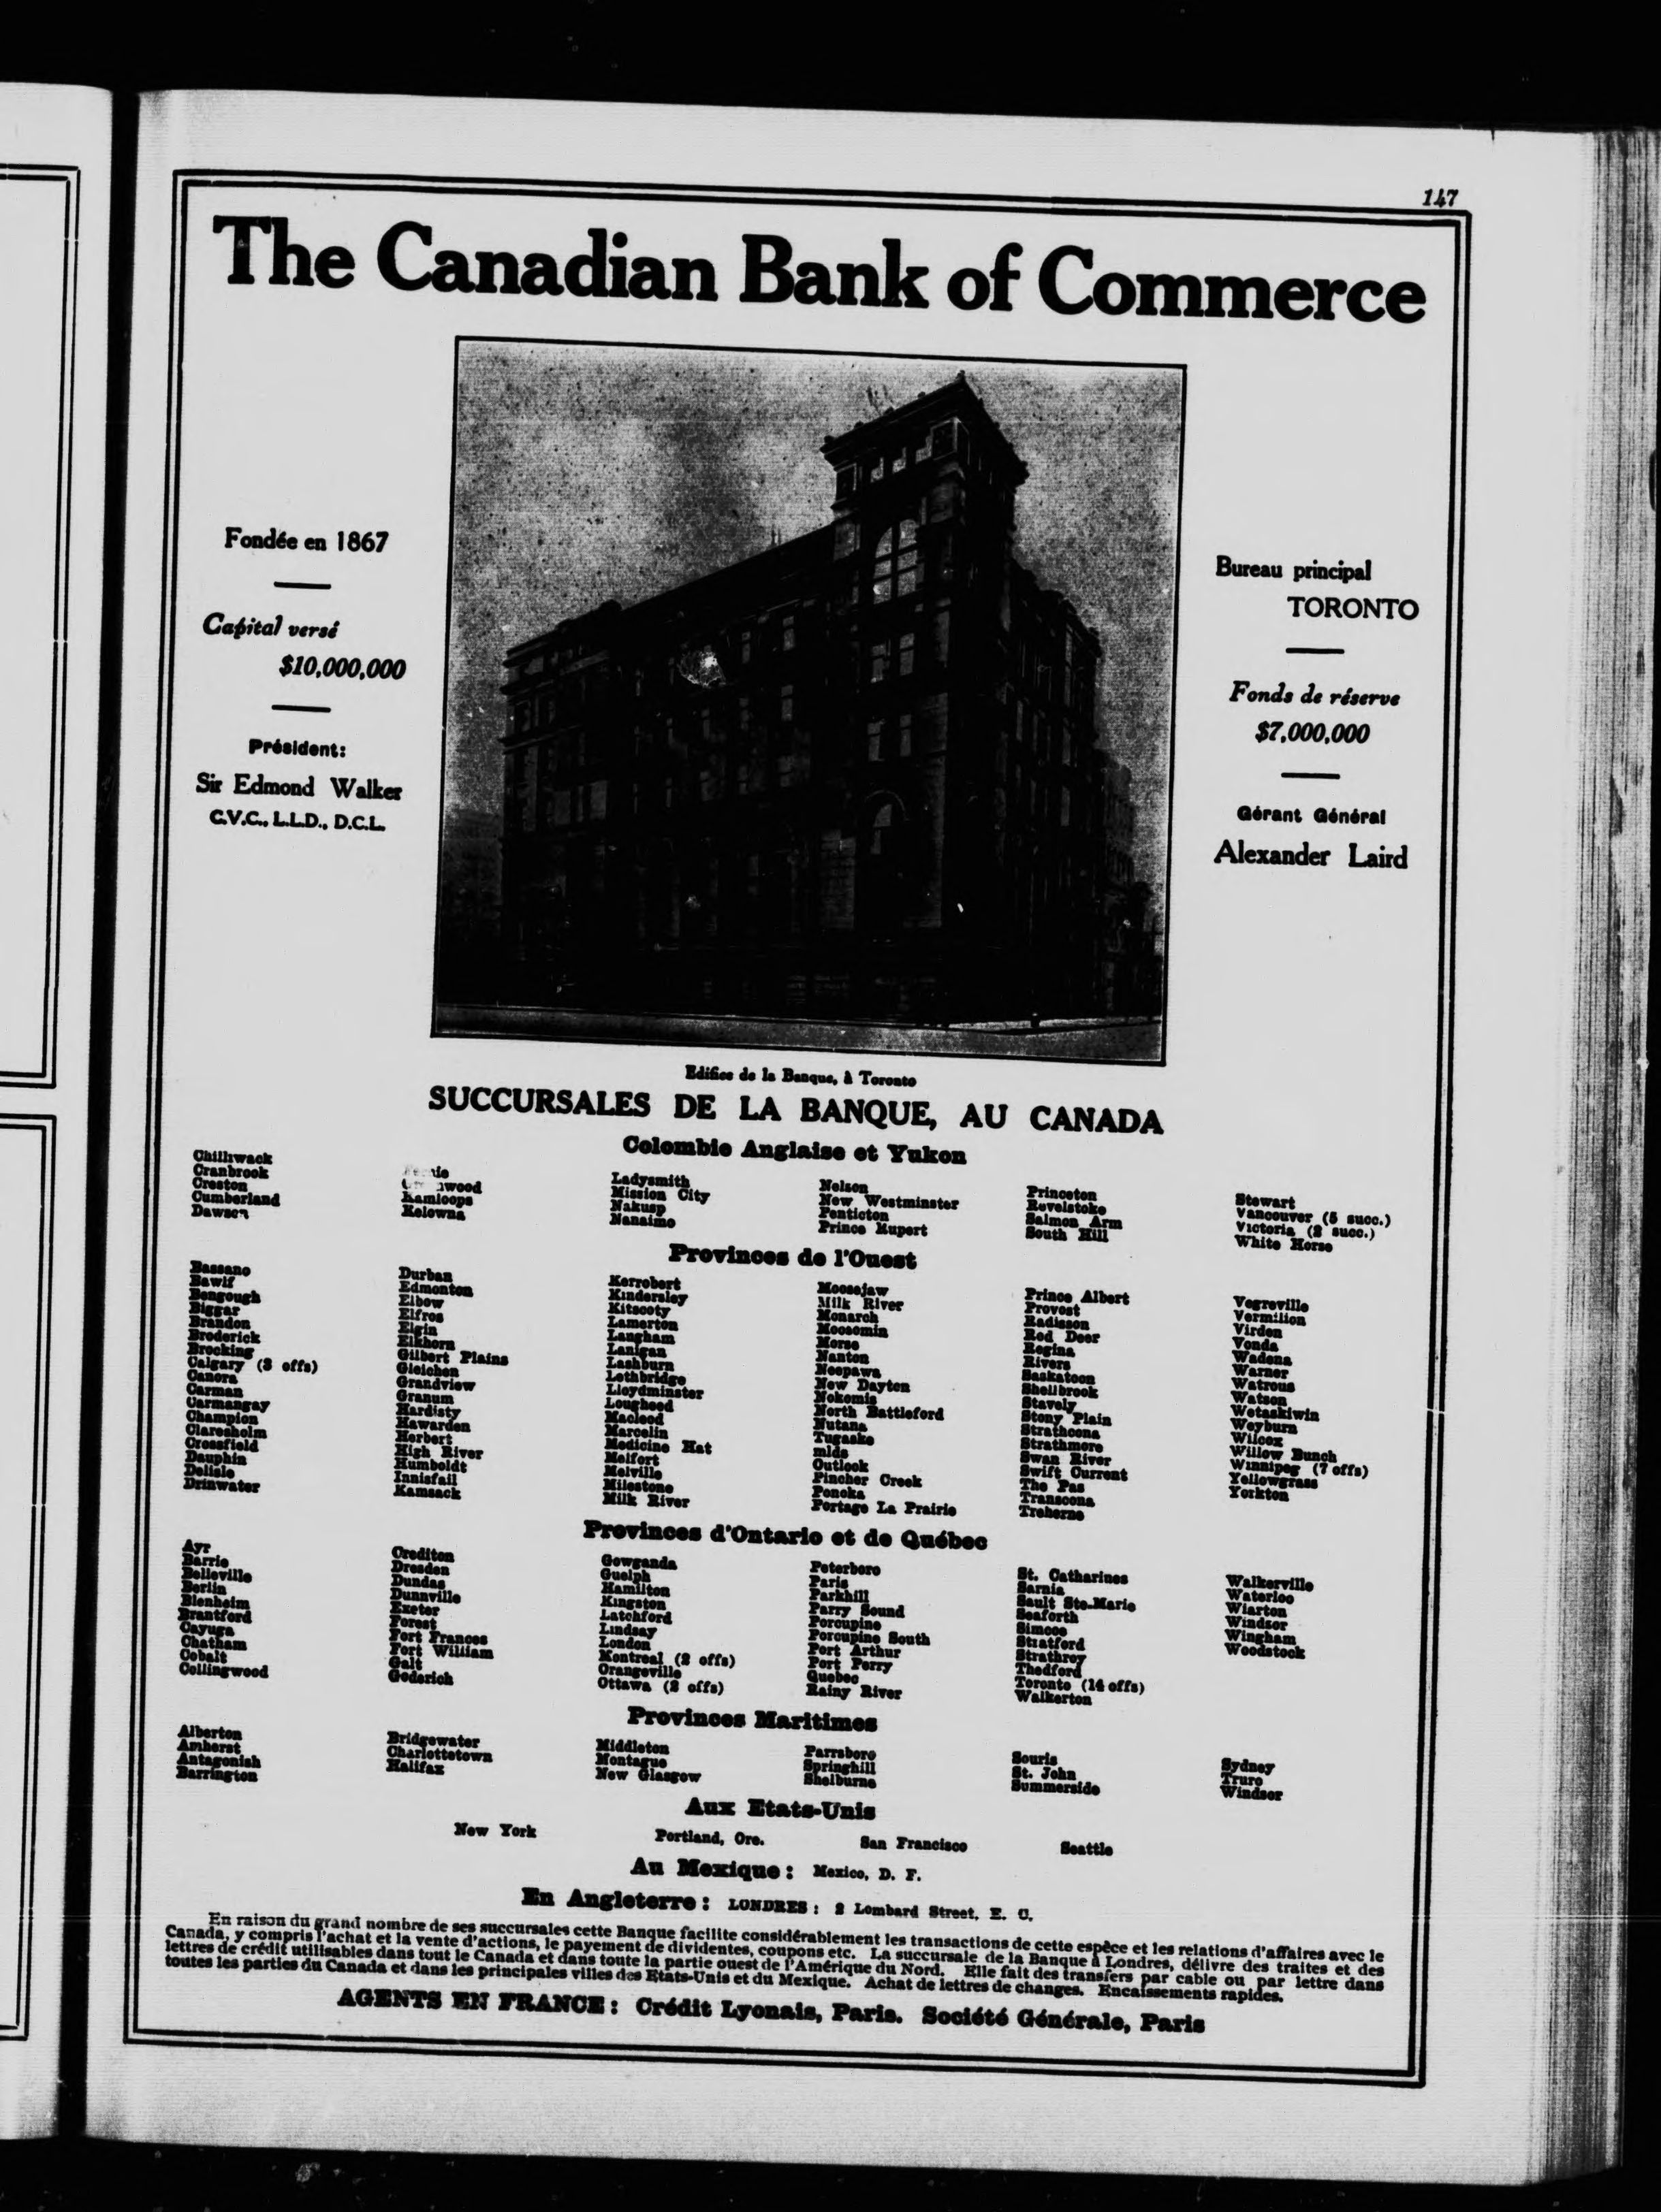 147
The Canadian Bank of Commerce
Fondée en 1867
Capital versé
$10,000,000
Président:
Sir Edmond Walker
C.V.C., L.L.D., D.C.L.
Bureau principal
TORONTO
Fonds de réserve
$7,000,000
Gérant Général
Alexander Laird
Edifice de la Banque, à Toronto
SUCCURSALES DE LA BANQUE, AU CANADA
Colombie Anglaise et Yukon
Chilliwack
Cranbrook
Creston
Cumberland
Dawson
Kamloops
Kelowna
Ladysmith
Mission City
Nakusp
Nanaimo
Nelson
New Westminster
Penticton
Prince Rupert
Princeton
Revelstoke
Salmon Arm
South Hill
Stewart
Vancouver (5 succ.)
Victoria (2 succ.)
White Horse
Provinces de l'Ouest
Bassano
Bawlf
Bengough
Biggar
Brandon
Broderick
Brocking
Calgary (3 offs)
Canora
Carman
Carmangay
Champion
Claresholm
Crossfield
Dauphin
Delisle
Drinwater
Durban
Edmonton
Elbow
Elfros
Elgin
Elkhorn
Gilbert Plains
Gleichen
Grandview
Granum
Hardisty
Hawarden
Herbert
High River
Humboldt
Innisfail
Kamsack
Kerrobert
Kindersley
Kitscoty
Lamerton
Langham
Lanigan
Lashburn
Lethbridge
Lloydminster
Lougheed
Macleod
Marcelin
Medicine Hat
Melfort
Melville
Milestone
Milk River
Moosejaw
Milk River
Monarch
Moosomin
Morse
Nanton
Neepawa
New Dayton
Nokomis
North Battleford
Nutana
Tugaske
mlds
Outlook
Pincher Creek
Ponoka
Portage La Prairie
Prince Albert
Provost
Radisson
Red Deer
Regina
Rivers
Saskatoon
Shellbrook
Stavely
Stony Plain
Strathcona
Strathmore
Swan River
Swift Current
The Pas
Transcona
Treherne
Vegreville
Vermilion
Virden
Vonda
Wadena
Warner
Watrous
Watson
Wetaskiwin
Weyburn
Wilcox
Willow Bunch
Winnipeg (7 offs)
Yellowgrass
Yorkton
Provinces d'Ontario et de Québec
Ayr
Barrie
Belleville
Berlin
Blenheim
Brantford
Cayuga
Chatham
Cobalt
Collingwood
Crediton
Dresden
Dundas
Dunnville
Exeter
Forest
Fort Frances
Fort William
Galt
Goderich
Gowganda
Guelph
Hamilton
Kingston
Latchford
Lindsay
London
Montreal (2 offs)
Orangeville
Ottawa (2 offs)
Peterboro
Paris
Parkhill
Parry Sound
Porcupine
Porcupine South
Port Arthur
Port Perry
Quebec
Rainy River
St. Catharines
Sarnia
Sault Ste-Marie
Seaforth
Simcoe
Stratford
Strathroy
Thedford
Toronto (14 offs)
Walkerton
Walkerville
Waterloo
Wiarton
Windsor
Wingham
Woodstock
Provinces Maritimes
Alberton
Amherst
Antagonish
Barrington
Bridgewater
Charlottetown
Halifax
Middleton
Montague
New Glasgow
Parrsboro
Springhill
Shelburne
Souris
St. John
Summerside
Sydney
Truro
Windsor
Aux Etats-Unis
New York Portland, Ore. San Francisco Seattle
Au Mexique: Mexico, D. F.
En Angleterre: LONDRES: 2 Lombard Street, E. C.
En raison du grand nombre de ses succursales cette Banque facilite considérablement les transactions de cette espèce et les relations d'affaires avec le
Canada, y compris l'achat et la vente d'actions, le payement de dividentes, coupons etc. La succursale de la Banque à Londres, délivre des traites et des
lettres de crédit utilisables dans tout le Canada et dans toute la partie ouest de l'Amérique du Nord. Elle fait des transfers par cable ou par lettre dans
toutes les parties du Canada et dans les principales villes des Etats-Unis et du Mexique. Achat de lettres de changes. Encaissements rapides.
AGENTS EN FRANCE: Crédit Lyonais, Paris. Société Générale, Paris